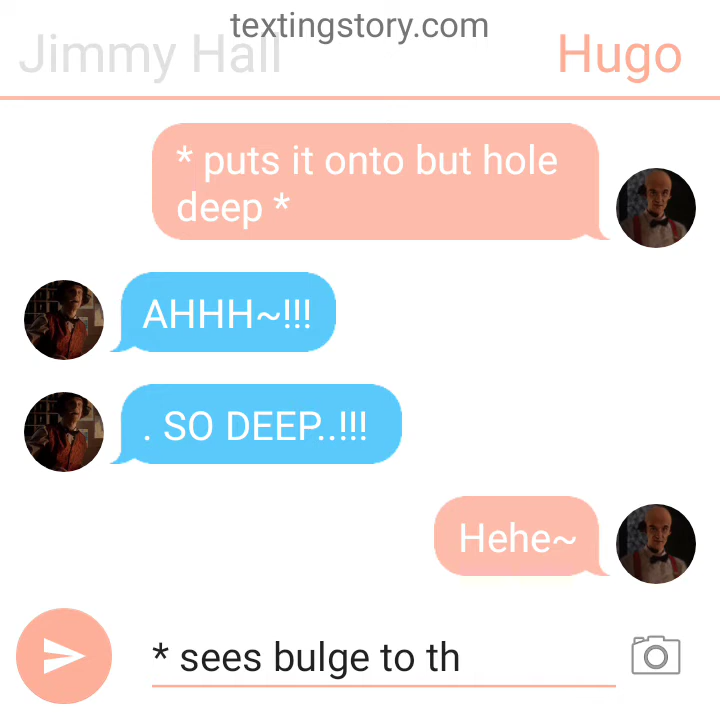 textingstory.com
Jimmy Hall
Hugo
* puts it onto but hole
deep *
AHHH~!!!
. SO DEEP..!!!
Hehe~
* sees bulge to th